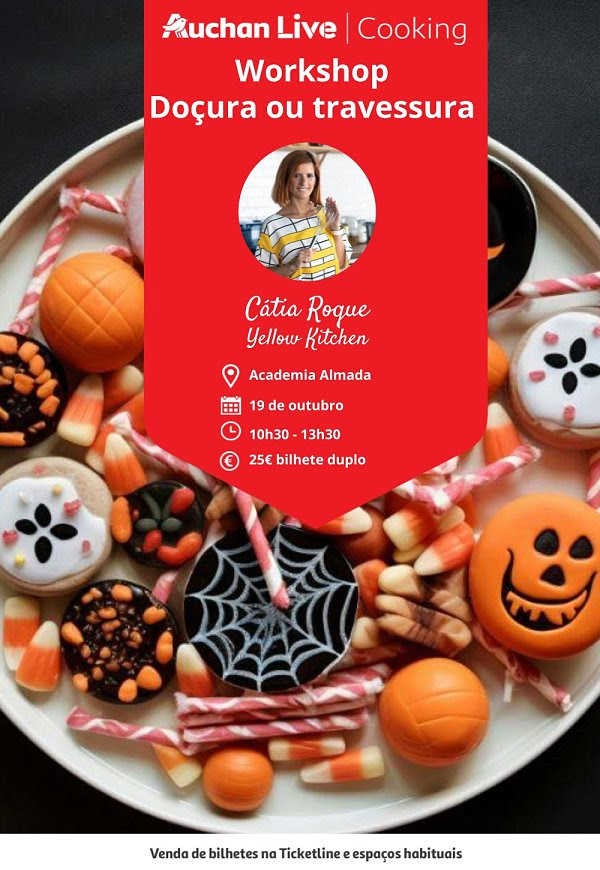 Auchan Live | Cooking
Workshop
Doçura ou travessura
Cátia Roque
Yellow Kitchen
Academia Almada
19 de outubro
10h30 - 13h30
25€ bilhete duplo
Venda de bilhetes na Ticketline e espaços habituais